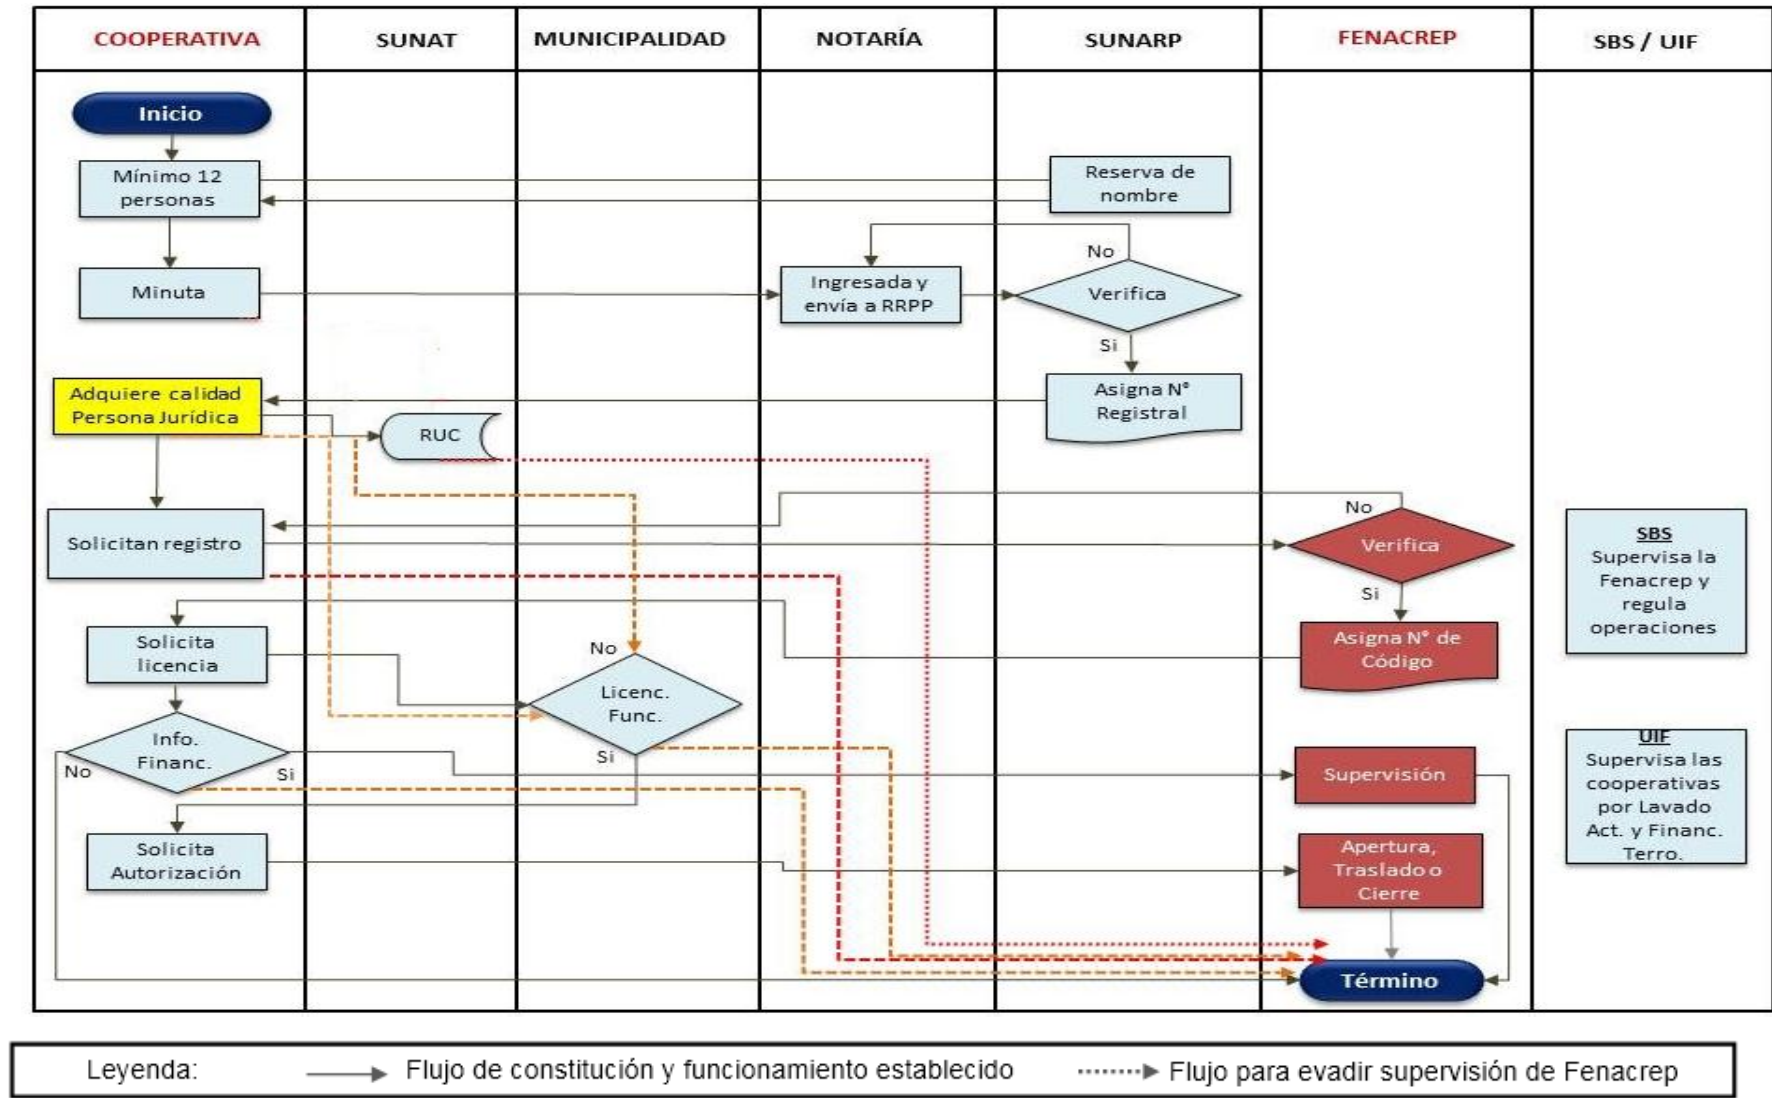 COOPERATIVA
SUNAT
MUNICIPALIDAD
NOTARÍA
SUNARP
FENACREP
SBS / UIF
Inicio
Mínimo 12
personas
Reserva de
nombre
Minuta
Ingresada y
envía a RRPP
No
Verifica
Si
Adquiere calidad
Persona Jurídica
RUC
Asigna N°
Registral
Solicitan registro
No
Verifica
Si
SBS
Supervisa la
Fenacrep y
regula
operaciones
Solicita
licencia
No
Licenc.
Func.
Si
Asigna N° de
Código
Info.
Financ.
No
Si
Supervisión
UIF
Supervisa las
cooperativas
por Lavado
Act. y Financ.
Terro.
Solicita
Autorización
Apertura,
Traslado o
Cierre
Término
Leyenda:
Flujo de constitución y funcionamiento establecido
Flujo para evadir supervisión de Fenacrep